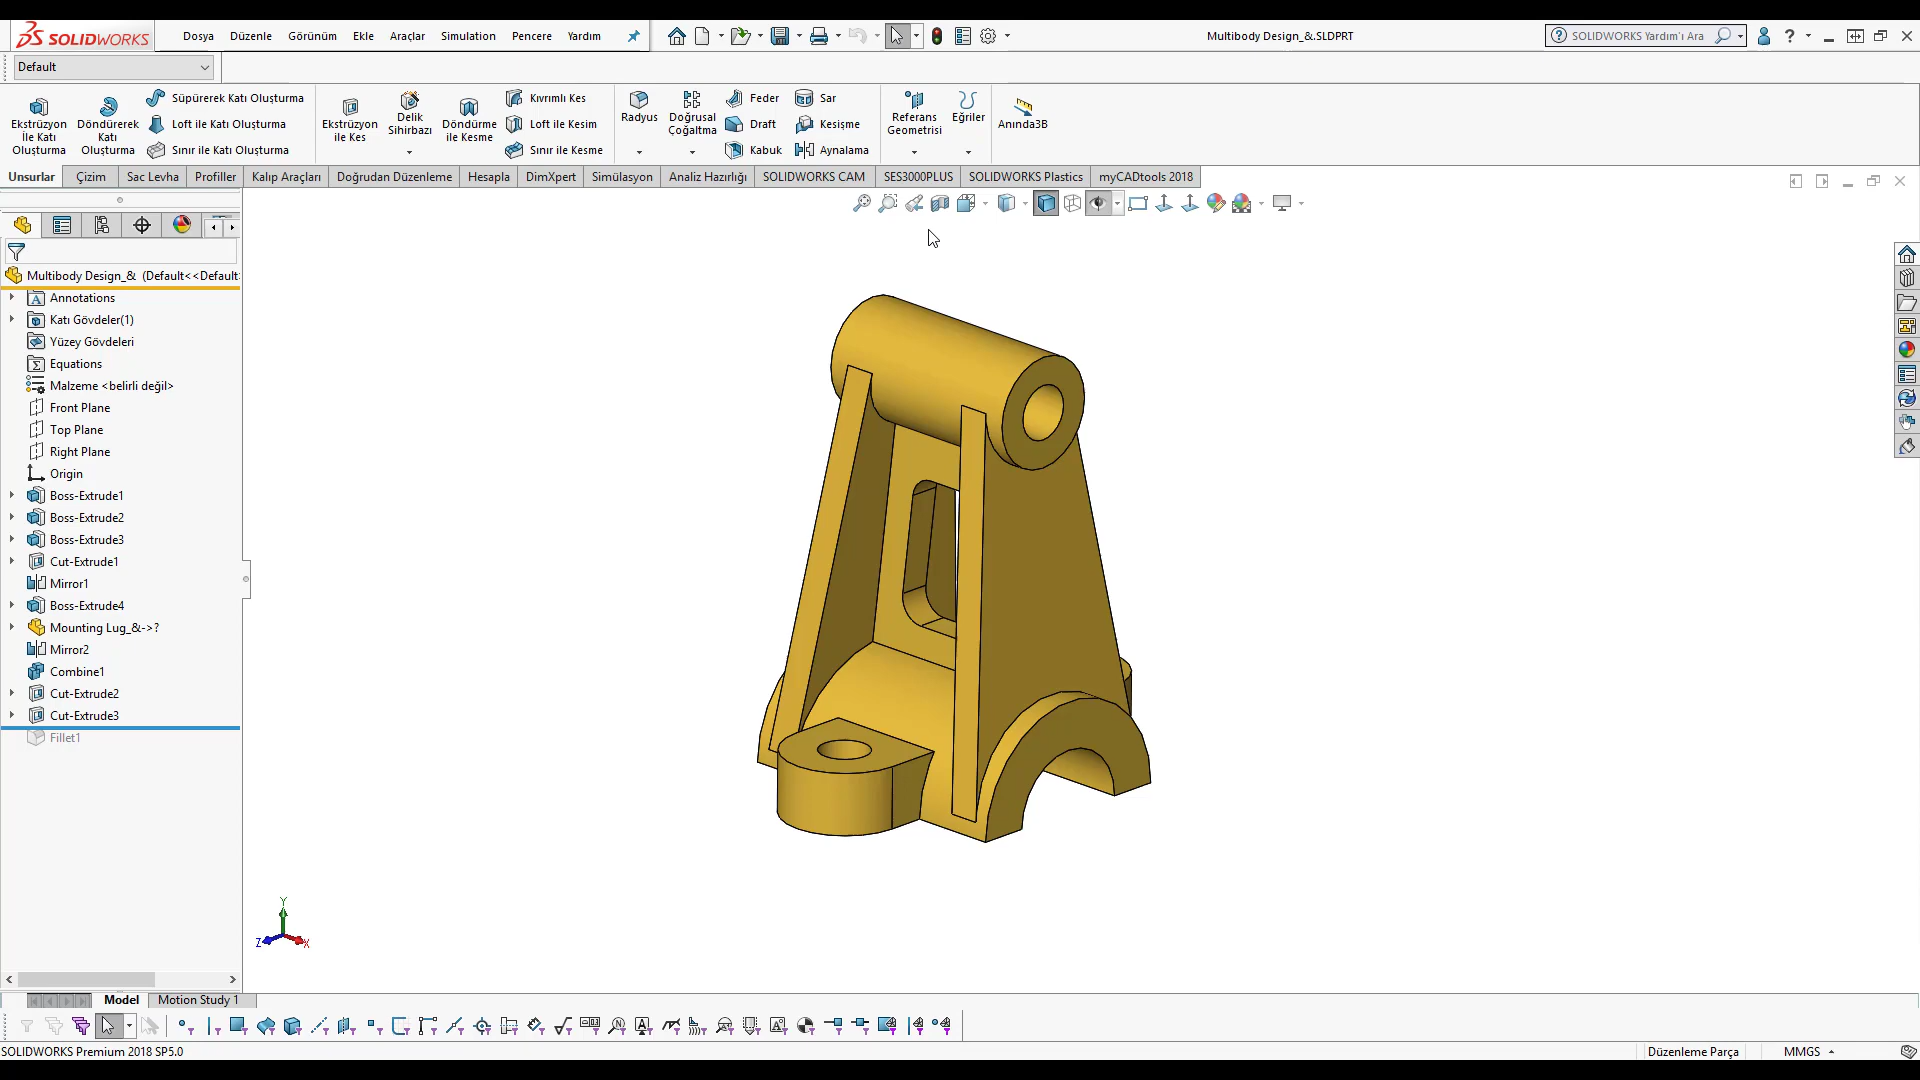 SOLIDWORKS
Dosya
Düzenle
Görünüm
Ekle
Araçlar
Simulation
Pencere
Yardım
Multibody Design_&.SLDPRT
SOLIDWORKS Yardım'ı Ara
Default
Ekstrüzyon
İle Katı
Oluşturma
Döndürerek
Katı
Oluşturma
Süpürerek Katı Oluşturma
Loft ile Katı Oluşturma
Sınır ile Katı Oluşturma
Ekstrüzyon
ile Kes
Delik
Sihirbazı
Döndürme
ile Kesme
Kıvrımlı Kes
Loft ile Kesim
Sınır ile Kesme
Radyus
Doğrusal
Çoğaltma
Feder
Draft
Kabuk
Sar
Kesişme
Aynalama
Referans
Geometrisi
Eğriler
Anında3B
Unsurlar
Çizim
Sac Levha
Profiller
Kalıp Araçları
Doğrudan Düzenleme
Hesapla
DimXpert
Simülasyon
Analiz Hazırlığı
SOLIDWORKS CAM
SES3000PLUS
SOLIDWORKS Plastics
myCADtools 2018
Multibody Design_& (Default<<Default
Annotations
Katı Gövdeler(1)
Yüzey Gövdeleri
Equations
Malzeme <belirli değil>
Front Plane
Top Plane
Right Plane
Origin
Boss-Extrude1
Boss-Extrude2
Boss-Extrude3
Cut-Extrude1
Mirror1
Boss-Extrude4
Mounting Lug_&->?
Mirror2
Combine1
Cut-Extrude2
Cut-Extrude3
Fillet1
Y
Z
X
Model
Motion Study 1
SOLIDWORKS Premium 2018 SP5.0
Düzenleme Parça
MMGS